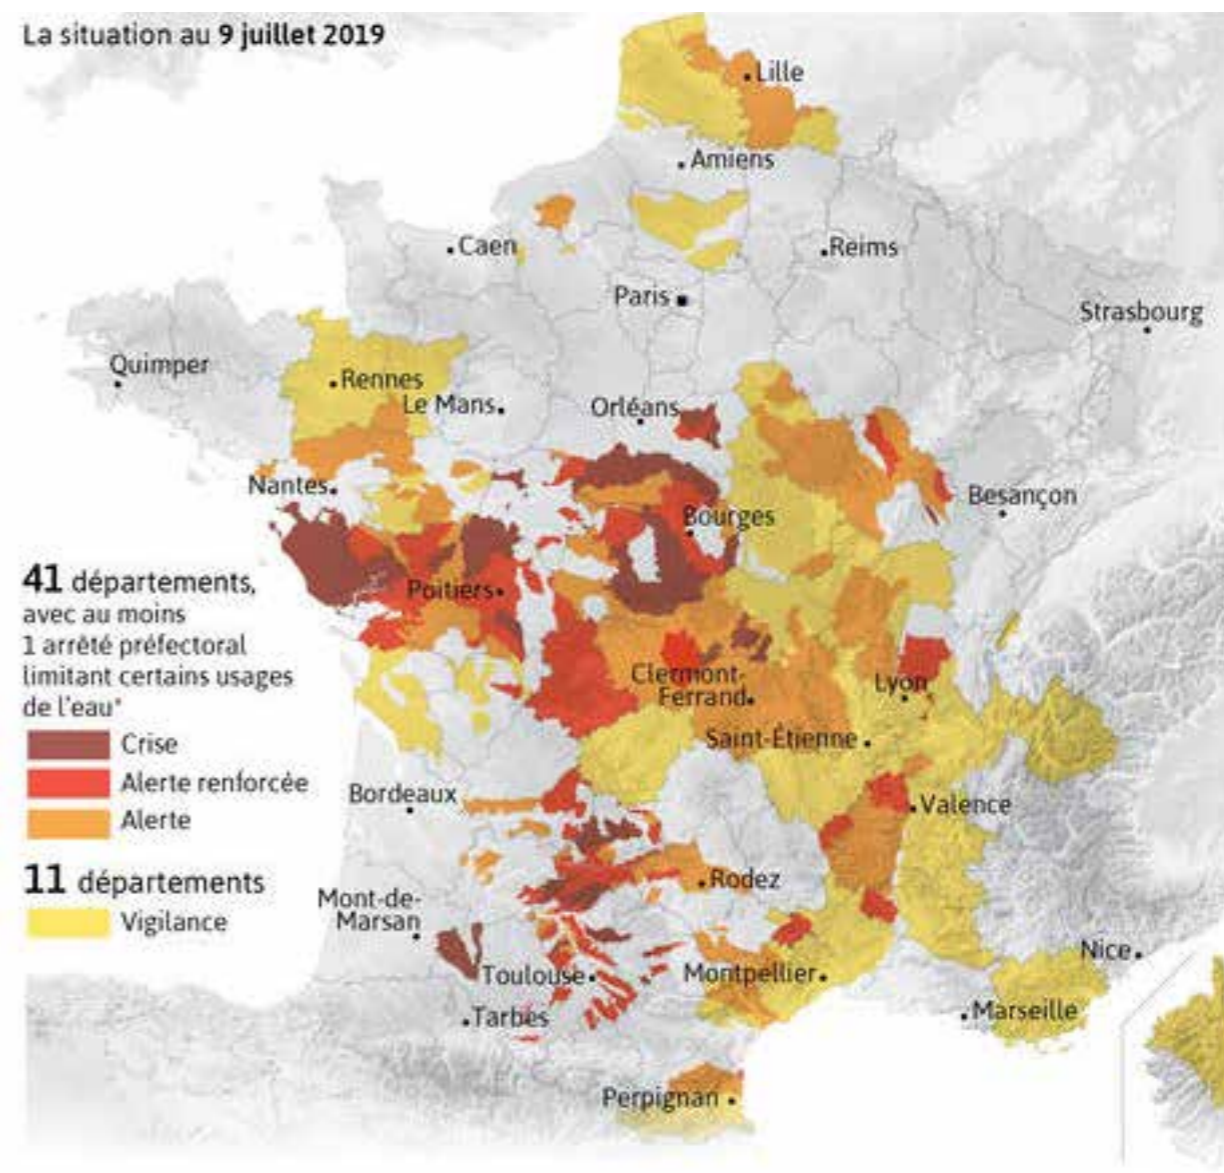 La situation au 9 juillet 2019
Lille
Amiens
Caen
Reims
Paris
Strasbourg
Quimper
Rennes
Le Mans
Orléans
Nantes
Besançon
Bourges
41 départements,
avec au moins
1 arrêté préfectoral
limitant certains usages
de l'eau*
Poitiers
Clermont-
Ferrand
Lyon
Saint-Étienne
Crise
Alerte renforcée
Alerte
Bordeaux
Valence
11 départements
Vigilance
Rodez
Mont-de-
Marsan
Nice
Toulouse
Montpellier
Marseille
Tarbes
Perpignan